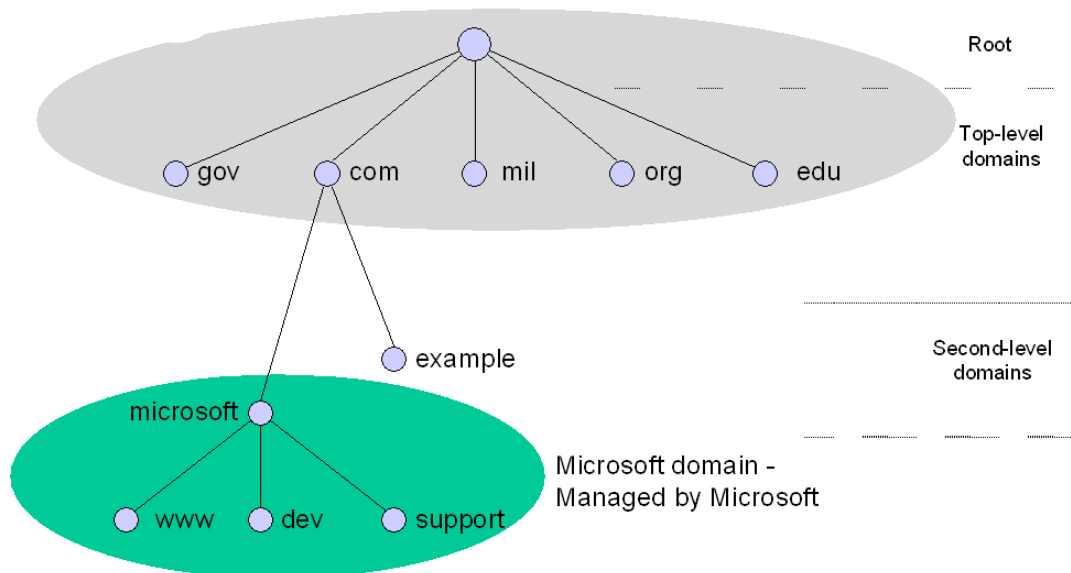 Root
Top-level
domains
gov
com
mil
org
edu
example
Second-level
domains
microsoft
Microsoft domain -
Managed by Microsoft
www
dev
support